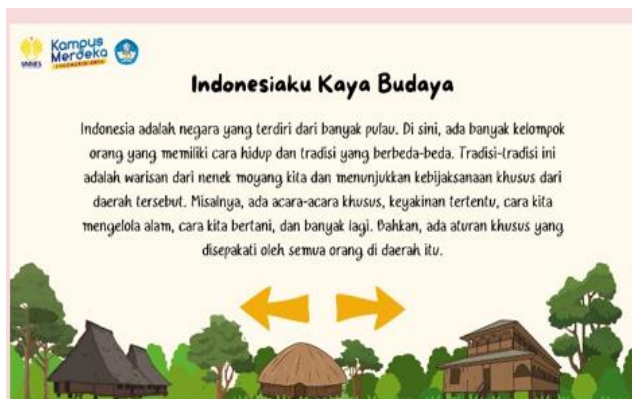 UNNES
Kampus
Merdeka
Indonesiaku Kaya Budaya
Indonesia adalah negara yang terdiri dari banyak pulau. Di sini, ada banyak kelompok
orang yang memiliki cara hidup dan tradisi yang berbeda-beda. Tradisi-tradisi ini
adalah warisan dari nenek moyang kita dan menunjukkan kebijaksanaan khusus dari
daerah tersebut. Misalnya, ada acara-acara khusus, keyakinan tertentu, cara kita
mengelola alam, cara kita bertani, dan banyak lagi. Bahkan, ada aturan khusus yang
disepakati oleh semua orang di daerah itu.